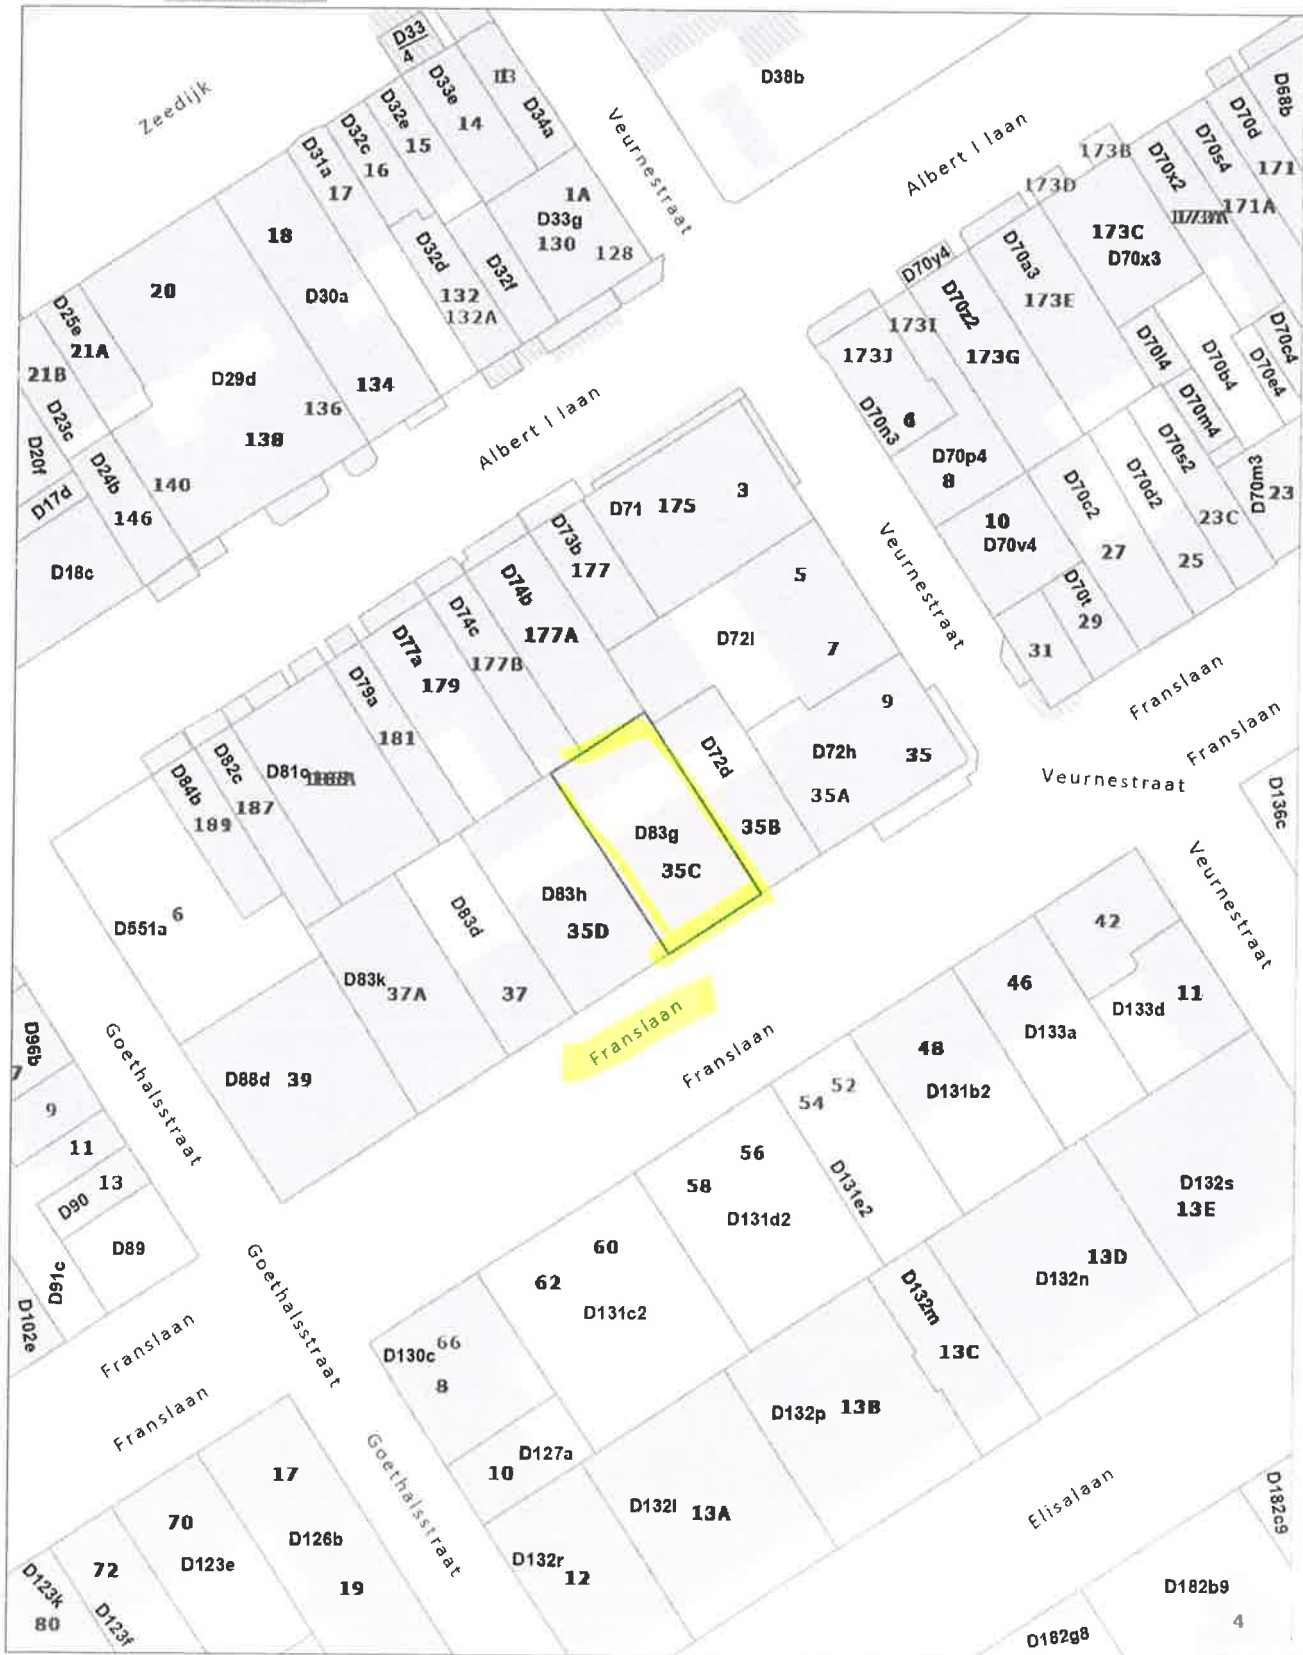 D33
4
D38b
Zeedijk
D33e
14
D34a
D32e
15
D32c
16
D31a
17
Veurnestraat
Albert I laan
D68b
D70d
171
D70s4
171A
D70x2
173B
173D
173C
D70x3
1A
D33g
130
128
18
D30a
20
D32d
D32f
132
132A
D25e
21A
21B
D29d
134
136
138
D23c
D20f
D24b
140
146
D17d
D18c
D70a3
173E
D70y4
D70z2
173G
173I
173J
D70l4
D70b4
D70c4
D70e4
D70m4
D70n3
6
D70p4
8
D70s2
D70d2
D70c2
D70m3
23
23C
25
27
10
D70v4
D70t
29
31
Albert I laan
D71 175
3
D73b
177
D74b
177A
D74c
177B
D77a
179
D79a
181
5
D72l
7
Veurnestraat
Franslaan
Franslaan
Veurnestraat
D136c
9
D72h
35
35A
D72d
35B
D83g
35C
D82c
187
D84b
189
D551a 6
D83d
D83h
35D
D83k
37A
37
D88d 39
Franslaan
Franslaan
Veurnestraat
42
46
D133d
11
D133a
48
D131b2
52
54
D131e2
56
58
D131d2
D132s
13E
13D
D132n
D132m
13C
60
62
D131c2
D96b
7
9
11
13
D90
D89
D91c
D102e
Goethalsstraat
Goethalsstraat
Franslaan
Franslaan
66
D130c
8
D127a
10
D132p 13B
D132l 13A
D132r
12
Goethalsstraat
17
D126b
19
70
D123e
72
D123k
80
D123f
Elisalaan
D182c9
D182b9
4
D182g8